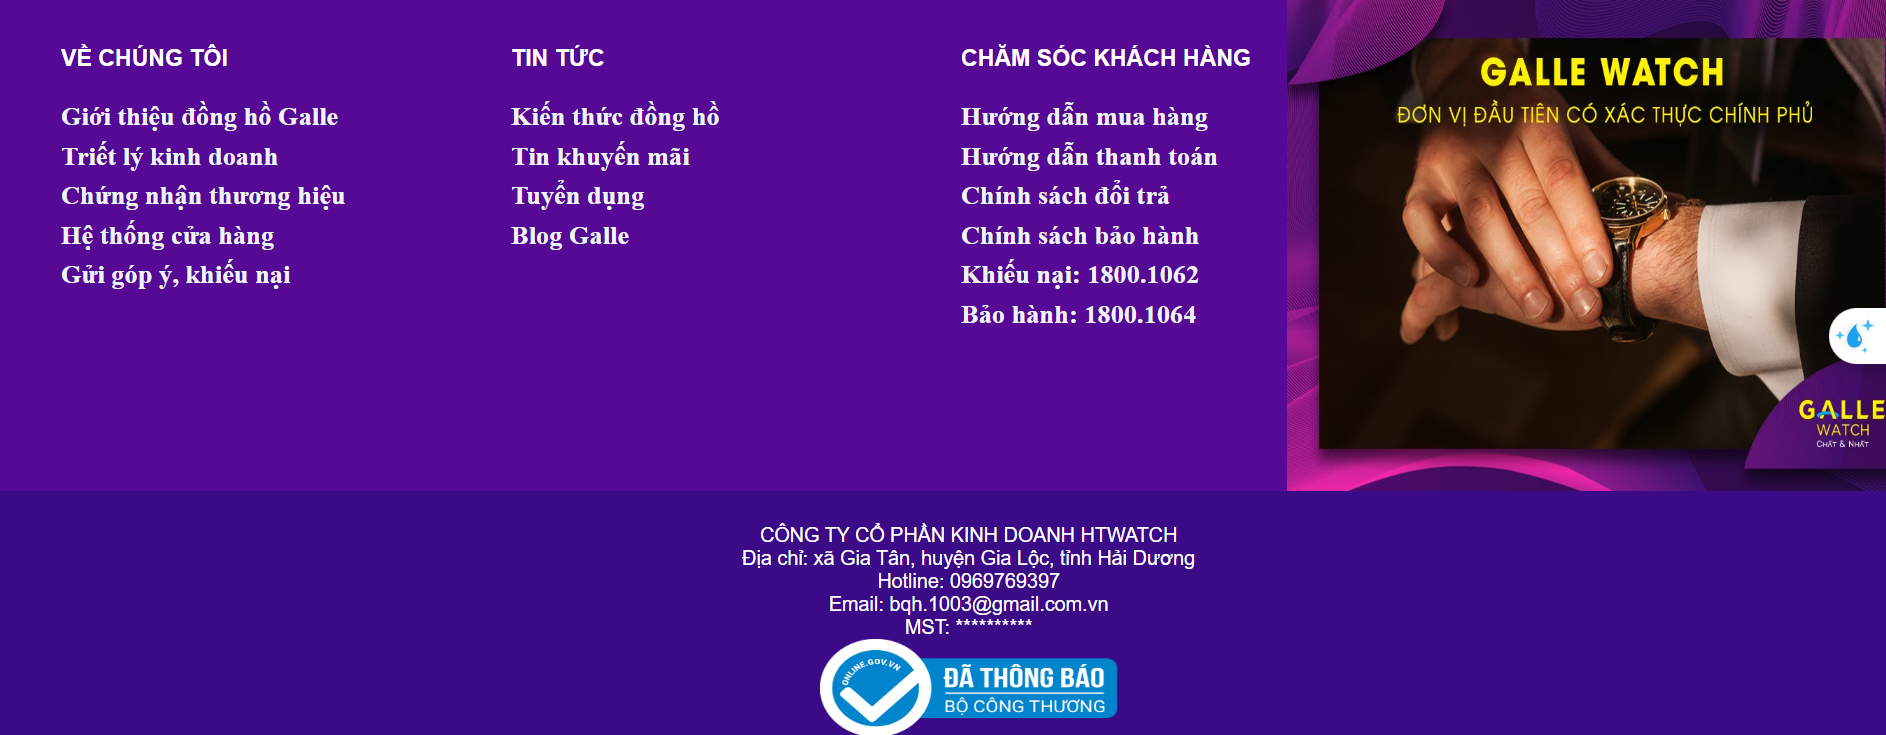 VỀ CHÚNG TÔI
Giới thiệu đồng hồ Galle
Triết lý kinh doanh
Chứng nhận thương hiệu
Hệ thống cửa hàng
Gửi góp ý, khiếu nại
TIN TỨC
Kiến thức đồng hồ
Tin khuyến mãi
Tuyển dụng
Blog Galle
CHĂM SÓC KHÁCH HÀNG
Hướng dẫn mua hàng
Hướng dẫn thanh toán
Chính sách đổi trả
Chính sách bảo hành
Khiếu nại: 1800.1062
Bảo hành: 1800.1064
GALLE WATCH
ĐƠN VỊ ĐẦU TIÊN CÓ XÁC THỰC CHÍNH PHỦ
GALLE
WATCH
CHẤT & NHẤT
CÔNG TY CỔ PHẦN KINH DOANH HTWATCH
Địa chỉ: xã Gia Tân, huyện Gia Lộc, tỉnh Hải Dương
Hotline: 0969769397
Email: bqh.1003@gmail.com.vn
MST: **********
ONLINE.GOV.VN
ĐÃ THÔNG BÁO
BỘ CÔNG THƯƠNG